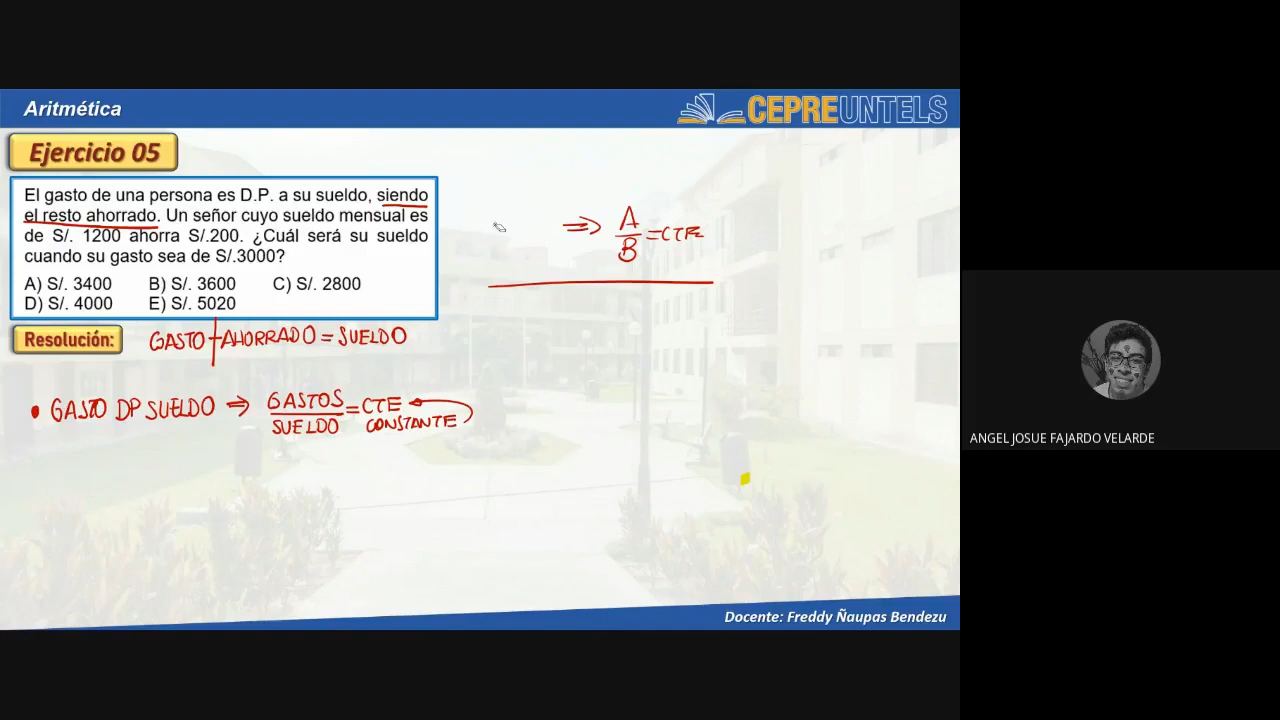 Aritmética
CEPREUNTELS
Ejercicio 05
El gasto de una persona es D.P. a su sueldo, siendo
el resto ahorrado. Un señor cuyo sueldo mensual es
de S/. 1200 ahorra S/.200. ¿Cuál será su sueldo
cuando su gasto sea de S/.3000?
A) S/. 3400 B) S/. 3600 C) S/. 2800
D) S/. 4000 E) S/. 5020
⇒ A/B = CTE
Resolución:
GASTO + AHORRADO = SUELDO
• GASTO DP SUELDO ⇒ GASTOS/SUELDO = CTE
CONSTANTE
ANGEL JOSUE FAJARDO VELARDE
Docente: Freddy Ñaupas Bendezu